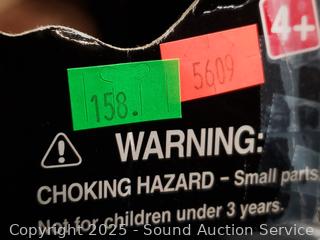 4+
5609
158.
WARNING:
CHOKING HAZARD – Small parts.
Not for children under 3 years.
Copyright © 2025 - Sound Auction Service